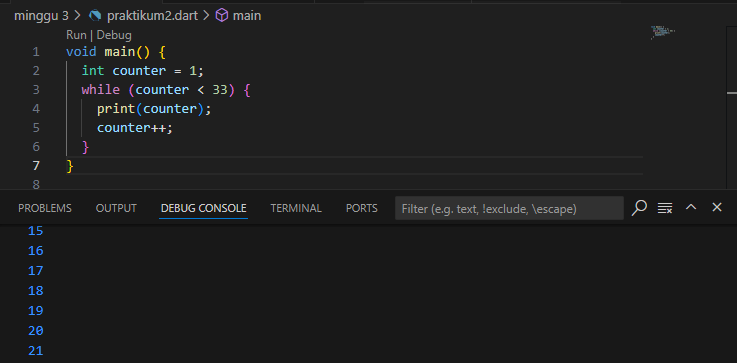 minggu 3 > praktikum2.dart > main
Run | Debug
1 void main() {
2 int counter = 1;
3 while (counter < 33) {
4 print(counter);
5 counter++;
6 }
7 }
8
PROBLEMS OUTPUT DEBUG CONSOLE TERMINAL PORTS Filter (e.g. text, !exclude, \escape)
15
16
17
18
19
20
21